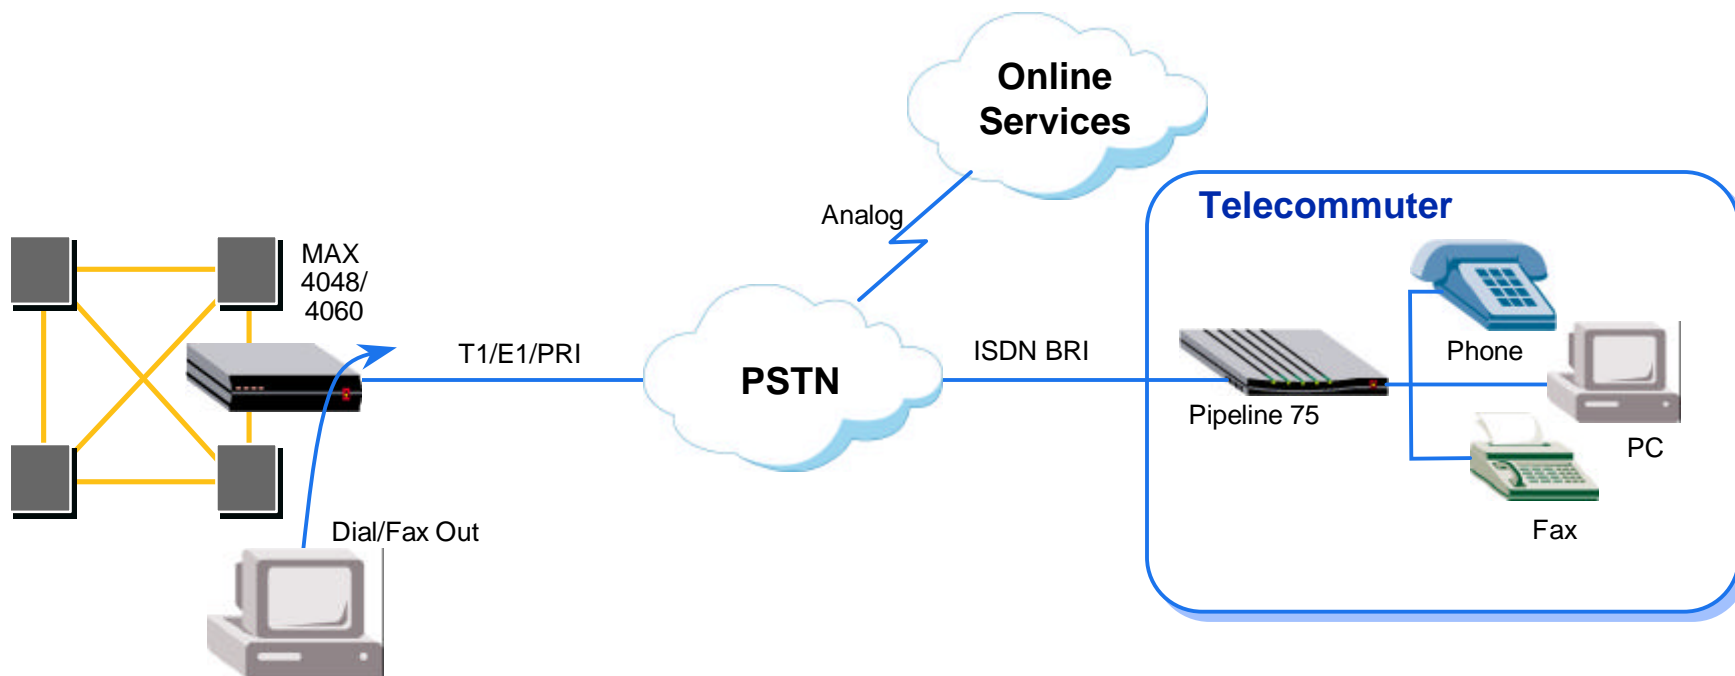 Online
Services
Analog
Telecommuter
MAX
4048/
4060
T1/E1/PRI
PSTN
ISDN BRI
Phone
Pipeline 75
PC
Fax
Dial/Fax Out